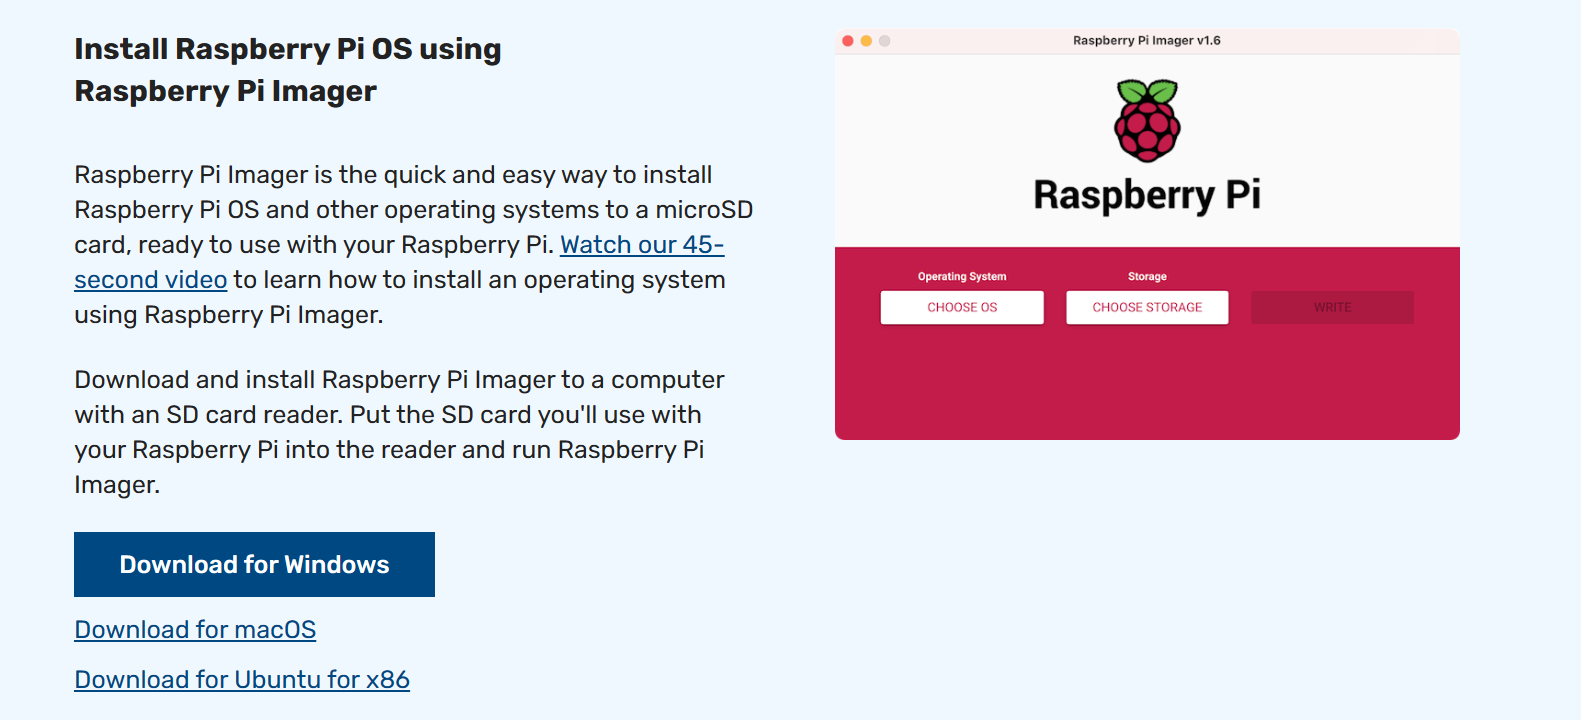 Install Raspberry Pi OS using
Raspberry Pi Imager
Raspberry Pi Imager is the quick and easy way to install
Raspberry Pi OS and other operating systems to a microSD
card, ready to use with your Raspberry Pi. Watch our 45-
second video to learn how to install an operating system
using Raspberry Pi Imager.
Download and install Raspberry Pi Imager to a computer
with an SD card reader. Put the SD card you'll use with
your Raspberry Pi into the reader and run Raspberry Pi
Imager.
Download for Windows
Download for macOS
Download for Ubuntu for x86
Raspberry Pi Imager v1.6
Raspberry Pi
Operating System
Storage
CHOOSE OS
CHOOSE STORAGE
WRITE